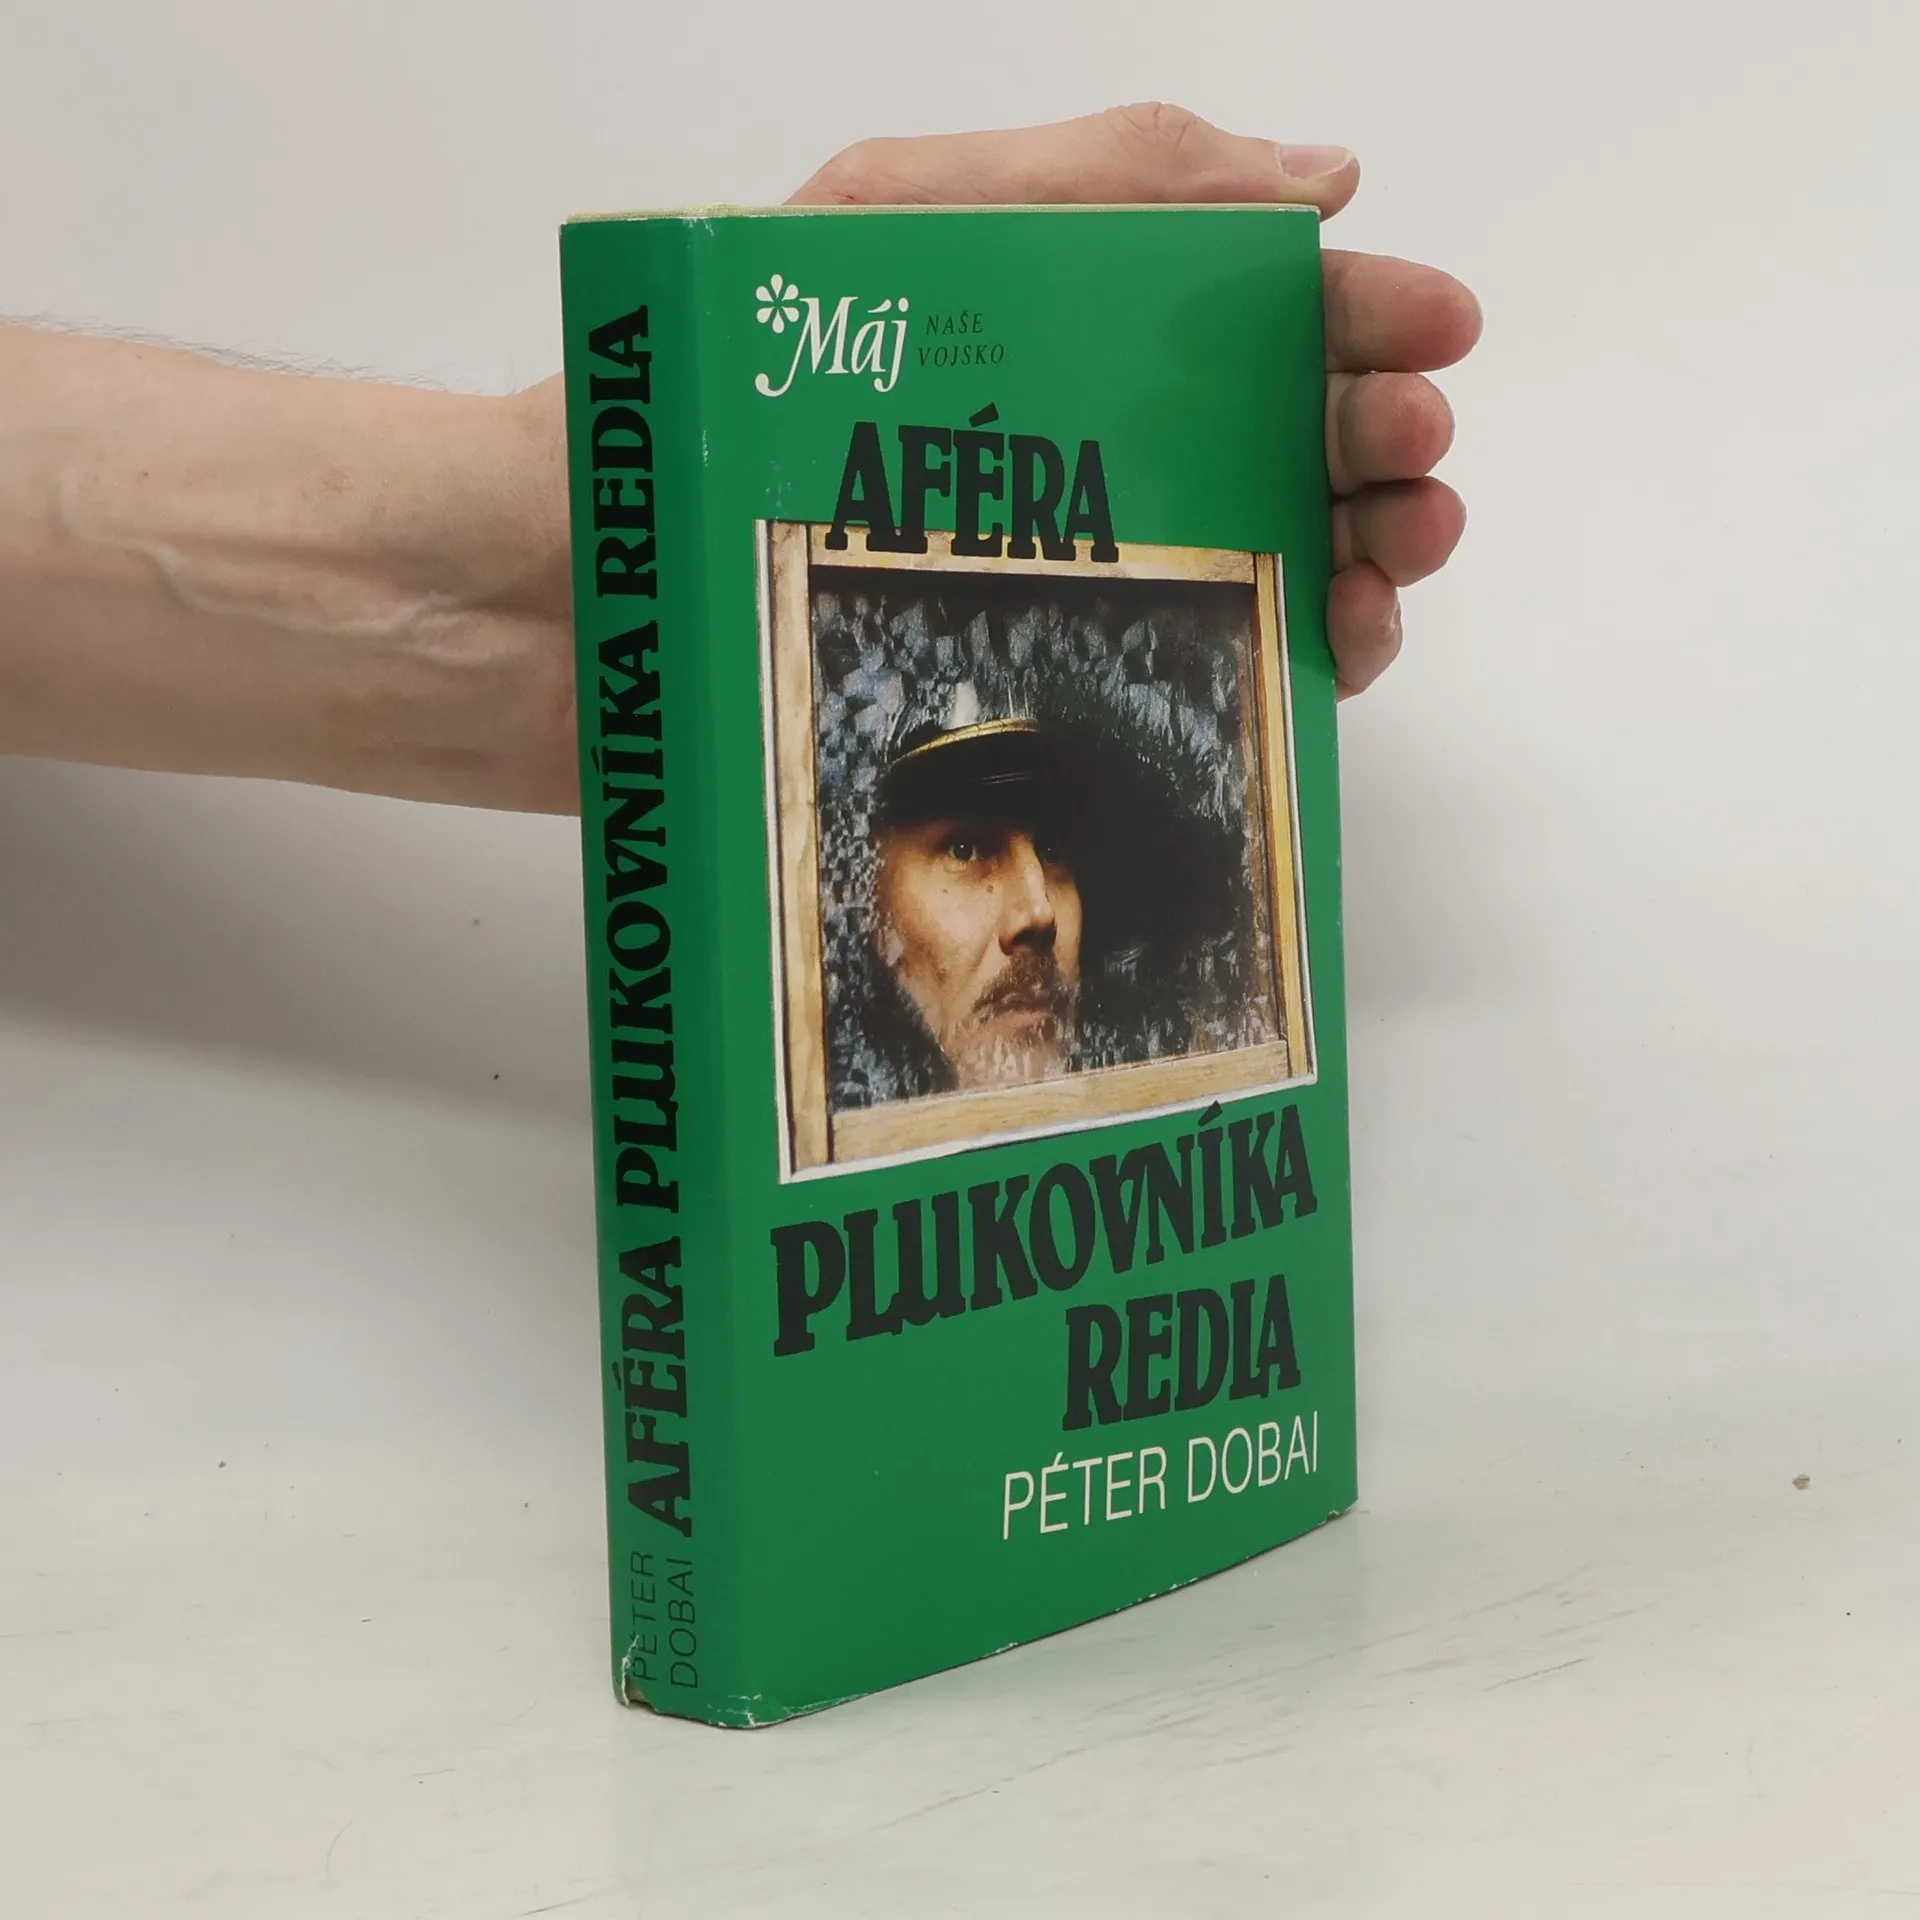 Máj NAŠE
VOJSKO
AFÉRA
PLUKOVNÍKA
REDLA
PÉTER DOBAI
PÉTER
DOBAI
AFÉRA PLUKOVNÍKA REDLA